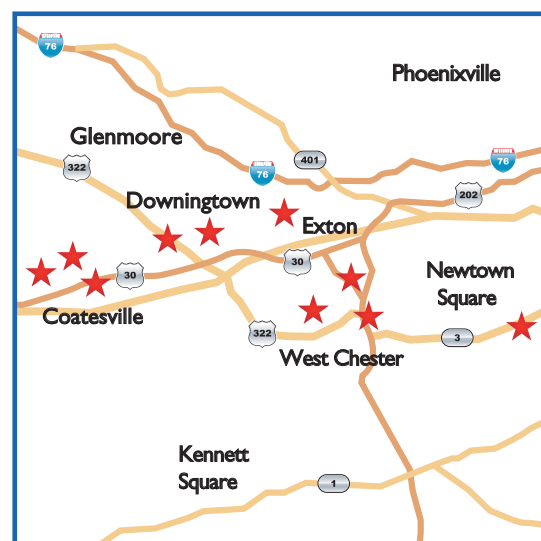 76
Phoenixville
Glenmoore
401
76
322
76
202
Downingtown
Exton
30
30
Newtown
Square
Coatesville
322
3
West Chester
Kennett
Square
1